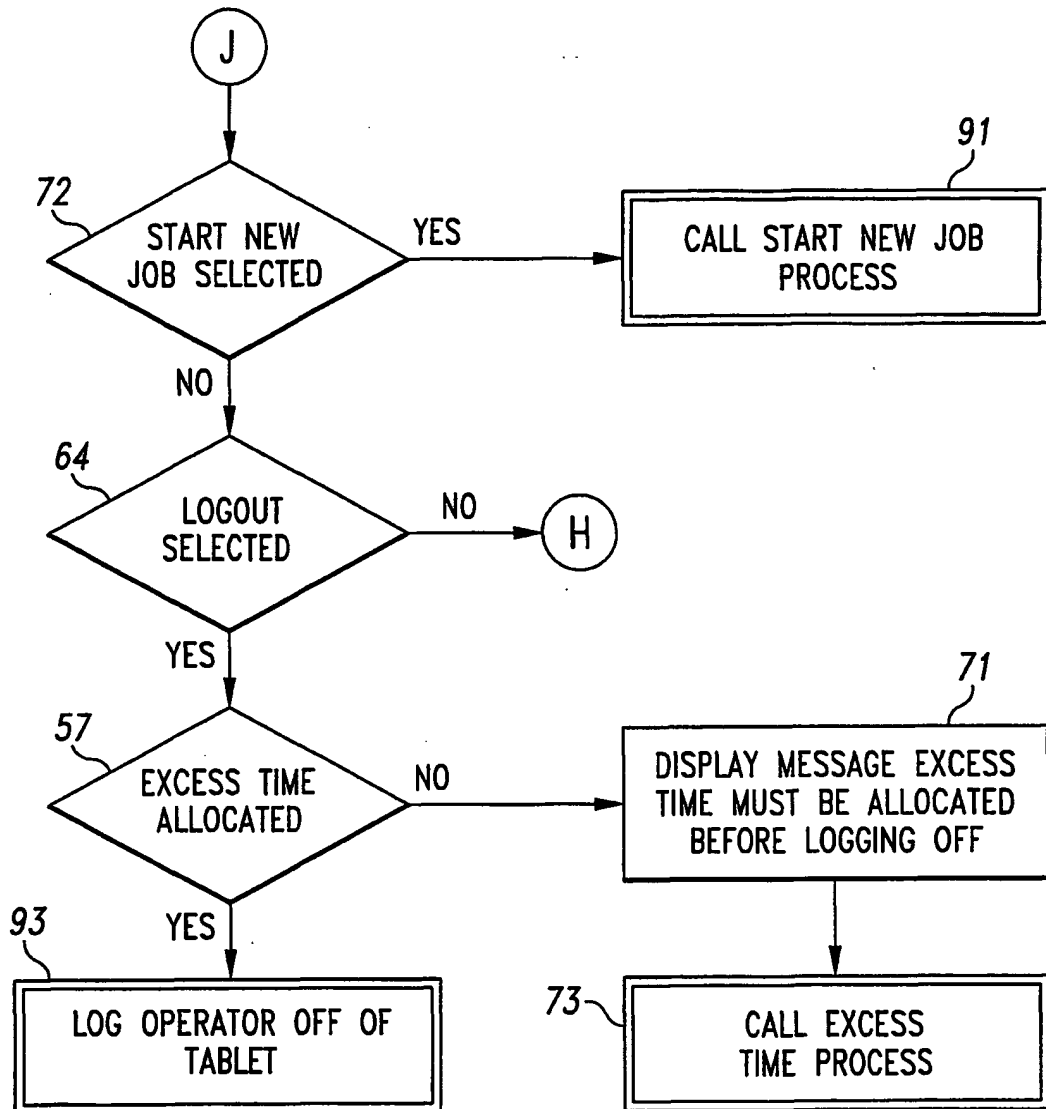 J
72
START NEW
JOB SELECTED
YES
91
CALL START NEW JOB
PROCESS
NO
64
LOGOUT
SELECTED
NO
H
YES
57
EXCESS TIME
ALLOCATED
NO
71
DISPLAY MESSAGE EXCESS
TIME MUST BE ALLOCATED
BEFORE LOGGING OFF
YES
93
LOG OPERATOR OFF OF
TABLET
73
CALL EXCESS
TIME PROCESS